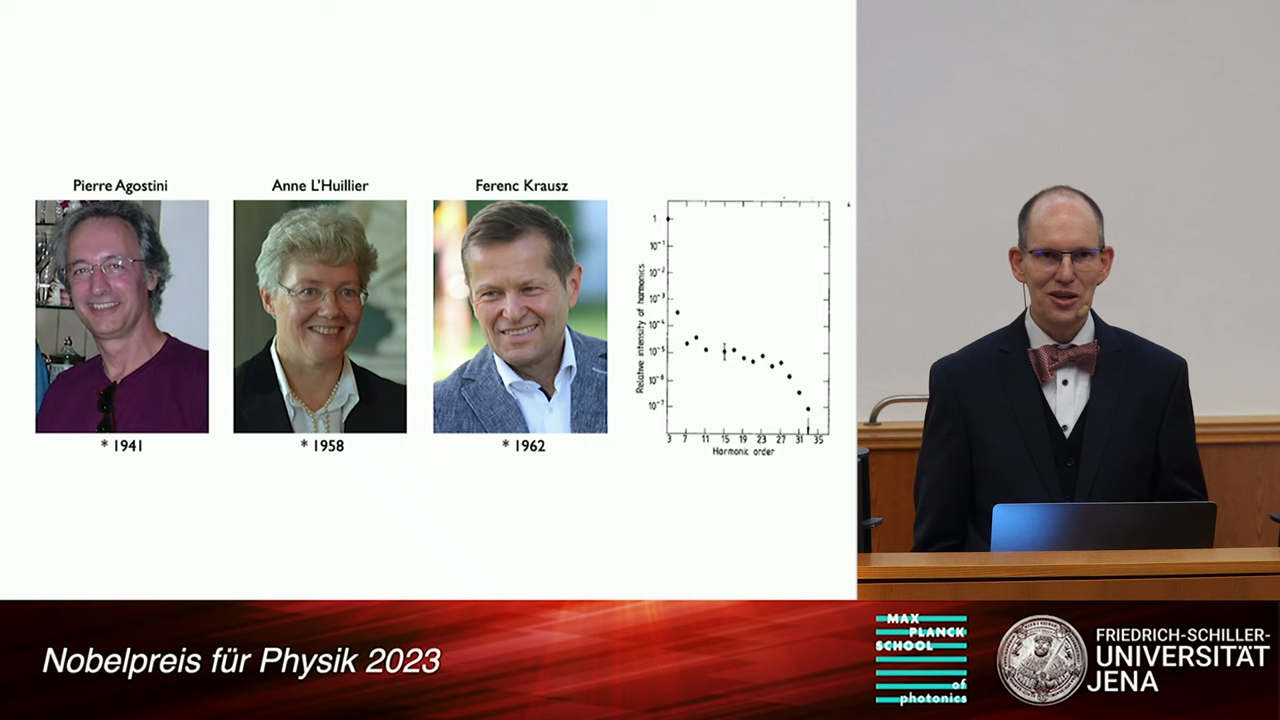 Pierre Agostini
Anne L'Huillier
Ferenc Krausz
* 1941
* 1958
* 1962
Relative intensity of harmonics
1
10⁻¹
10⁻²
10⁻³
10⁻⁴
10⁻⁵
10⁻⁶
10⁻⁷
3 7 11 15 19 23 27 31 35
Harmonic order
Nobelpreis für Physik 2023
MAX
PLANCK
SCHOOL
of
photonics
FRIEDRICH-SCHILLER-
UNIVERSITÄT
JENA